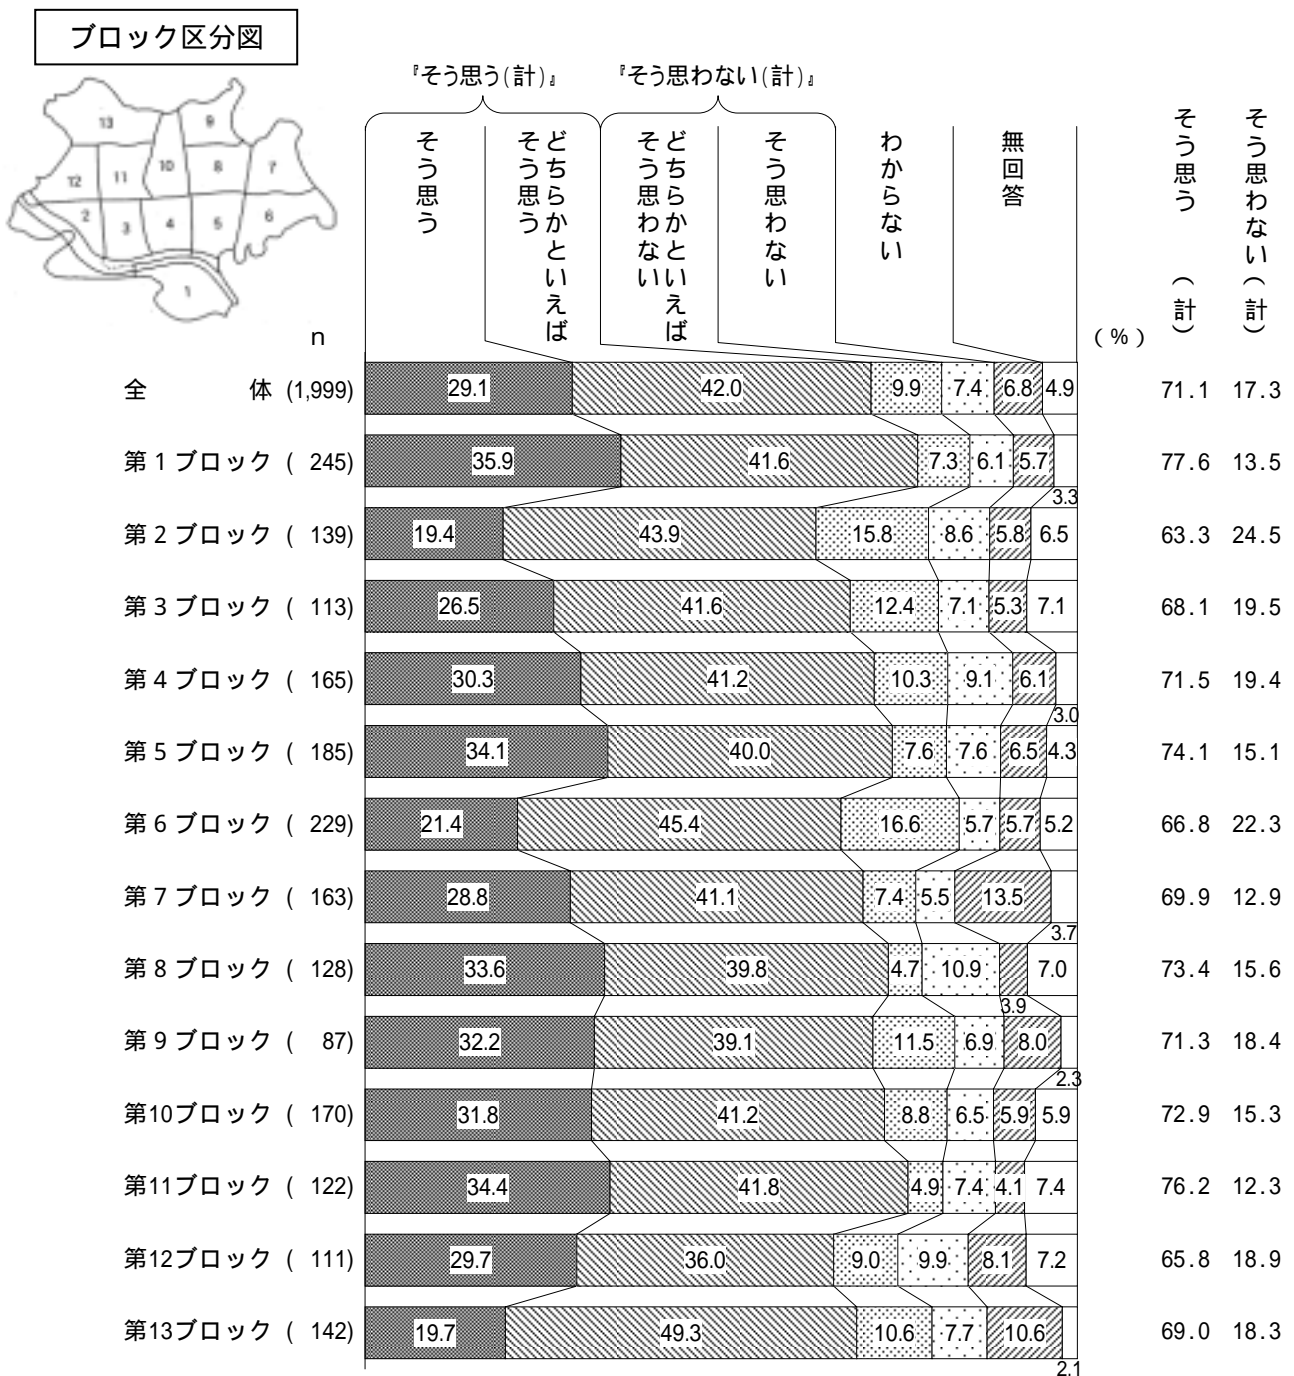 ブロック区分図
13
9
10
8
7
12
11
2
3
4
5
6
1
『そう思う(計)』
『そう思わない(計)』
そう思う
どちらかといえばそう思う
どちらかといえばそう思わない
そう思わない
わからない
無回答
そう思う(計)
そう思わない(計)
n
(%)
全体 (1,999) 29.1 42.0 9.9 7.4 6.8 4.9 71.1 17.3
第1ブロック ( 245) 35.9 41.6 7.3 6.1 5.7 3.3 77.6 13.5
第2ブロック ( 139) 19.4 43.9 15.8 8.6 5.8 6.5 63.3 24.5
第3ブロック ( 113) 26.5 41.6 12.4 7.1 5.3 7.1 68.1 19.5
第4ブロック ( 165) 30.3 41.2 10.3 9.1 6.1 3.0 71.5 19.4
第5ブロック ( 185) 34.1 40.0 7.6 7.6 6.5 4.3 74.1 15.1
第6ブロック ( 229) 21.4 45.4 16.6 5.7 5.7 5.2 66.8 22.3
第7ブロック ( 163) 28.8 41.1 7.4 5.5 13.5 3.7 69.9 12.9
第8ブロック ( 128) 33.6 39.8 4.7 10.9 3.9 7.0 73.4 15.6
第9ブロック ( 87) 32.2 39.1 11.5 6.9 8.0 2.3 71.3 18.4
第10ブロック ( 170) 31.8 41.2 8.8 6.5 5.9 5.9 72.9 15.3
第11ブロック ( 122) 34.4 41.8 4.9 7.4 4.1 7.4 76.2 12.3
第12ブロック ( 111) 29.7 36.0 9.0 9.9 8.1 7.2 65.8 18.9
第13ブロック ( 142) 19.7 49.3 10.6 7.7 10.6 2.1 69.0 18.3